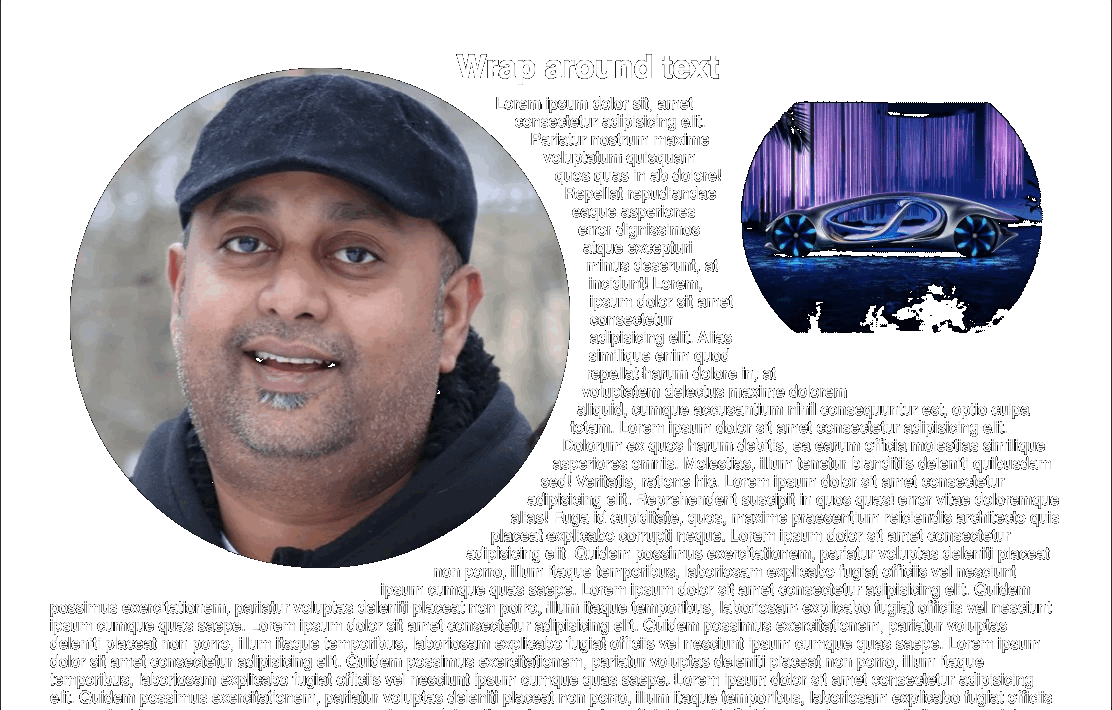 Wrap around text
Lorem ipsum dolor sit, amet
consectetur adipisicing elit.
Pariatur nostrum maxime
voluptatum quisquam
quos quas in ab dolore!
Repellat repudiandae
eaque asperiores
error dignissimos
atque excepturi
minus deserunt, at
incidunt! Lorem,
ipsum dolor sit amet
consectetur
adipisicing elit. Alias
similique enim quod
repellat harum dolore in, at
voluptatem delectus maxime dolorem
aliquid, cumque accusantium nihil consequuntur est, optio culpa
totam. Lorem ipsum dolor sit amet consectetur adipisicing elit.
Dolorum ex quos harum debitis, ea earum officia molestias similique
asperiores omnis. Molestias, illum tenetur blanditiis deleniti quibusdam
sed! Veritatis, ratione hic. Lorem ipsum dolor sit amet consectetur
adipisicing elit. Reprehenderit suscipit in quos quas! error vitae doloremque
alias! Fuga id cupiditate, quos, maxime praesentium reiciendis architecto quis
placeat explicabo corrupti neque. Lorem ipsum dolor sit amet consectetur
adipisicing elit. Quidem possimus exercitationem, pariatur voluptas deleniti placeat
non porro, illum itaque temporibus, laboriosam explicabo fugiat officiis vel nesciunt
ipsum cumque quas saepe. Lorem ipsum dolor sit amet consectetur adipisicing elit. Quidem
possimus exercitationem, pariatur voluptas deleniti placeat non porro, illum itaque temporibus, laboriosam explicabo fugiat officiis vel nesciunt
ipsum cumque quas saepe. Lorem ipsum dolor sit amet consectetur adipisicing elit. Quidem possimus exercitationem, pariatur voluptas
deleniti placeat non porro, illum itaque temporibus, laboriosam explicabo fugiat officiis vel nesciunt ipsum cumque quas saepe. Lorem ipsum
dolor sit amet consectetur adipisicing elit. Quidem possimus exercitationem, pariatur voluptas deleniti placeat non porro, illum itaque
temporibus, laboriosam explicabo fugiat officiis vel nesciunt ipsum cumque quas saepe. Lorem ipsum dolor sit amet consectetur adipisicing
elit. Quidem possimus exercitationem, pariatur voluptas deleniti placeat non porro, illum itaque temporibus, laboriosam explicabo fugiat officiis